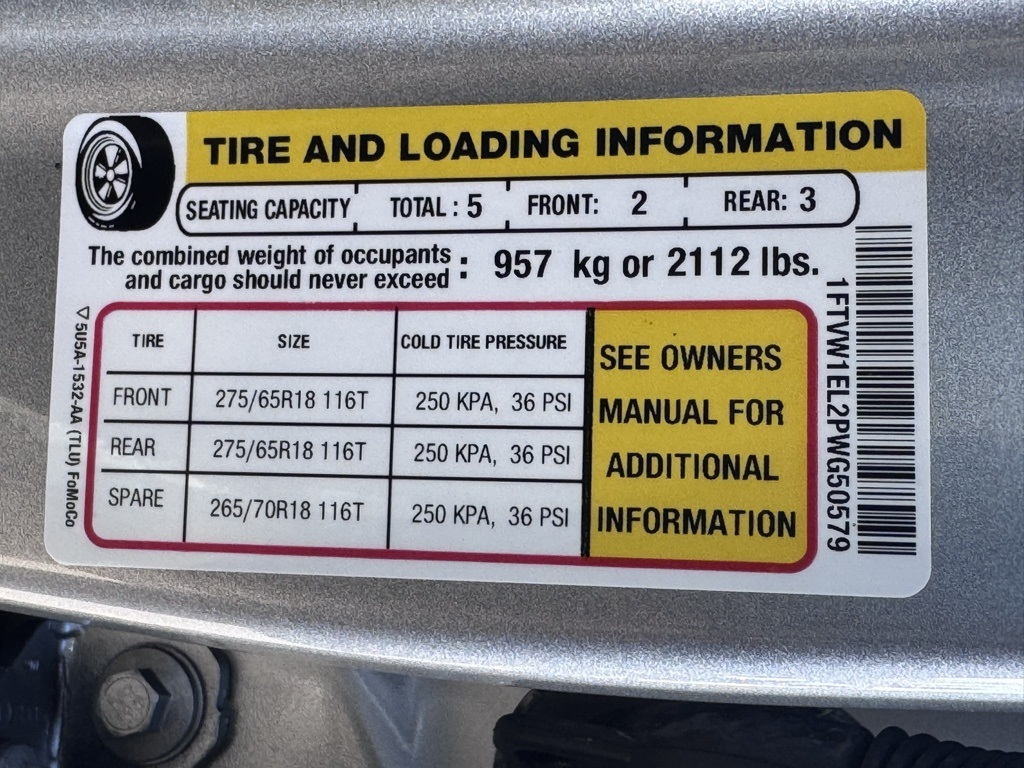 TIRE AND LOADING INFORMATION
SEATING CAPACITY TOTAL : 5 FRONT: 2 REAR: 3
The combined weight of occupants
and cargo should never exceed : 957 kg or 2112 lbs.
TIRE SIZE COLD TIRE PRESSURE
FRONT 275/65R18 116T 250 KPA, 36 PSI
REAR 275/65R18 116T 250 KPA, 36 PSI
SPARE 265/70R18 116T 250 KPA, 36 PSI
SEE OWNERS
MANUAL FOR
ADDITIONAL
INFORMATION
1FTVW1EL2PWG50579
5U5A-1532-AA (TLU) FoMoCo